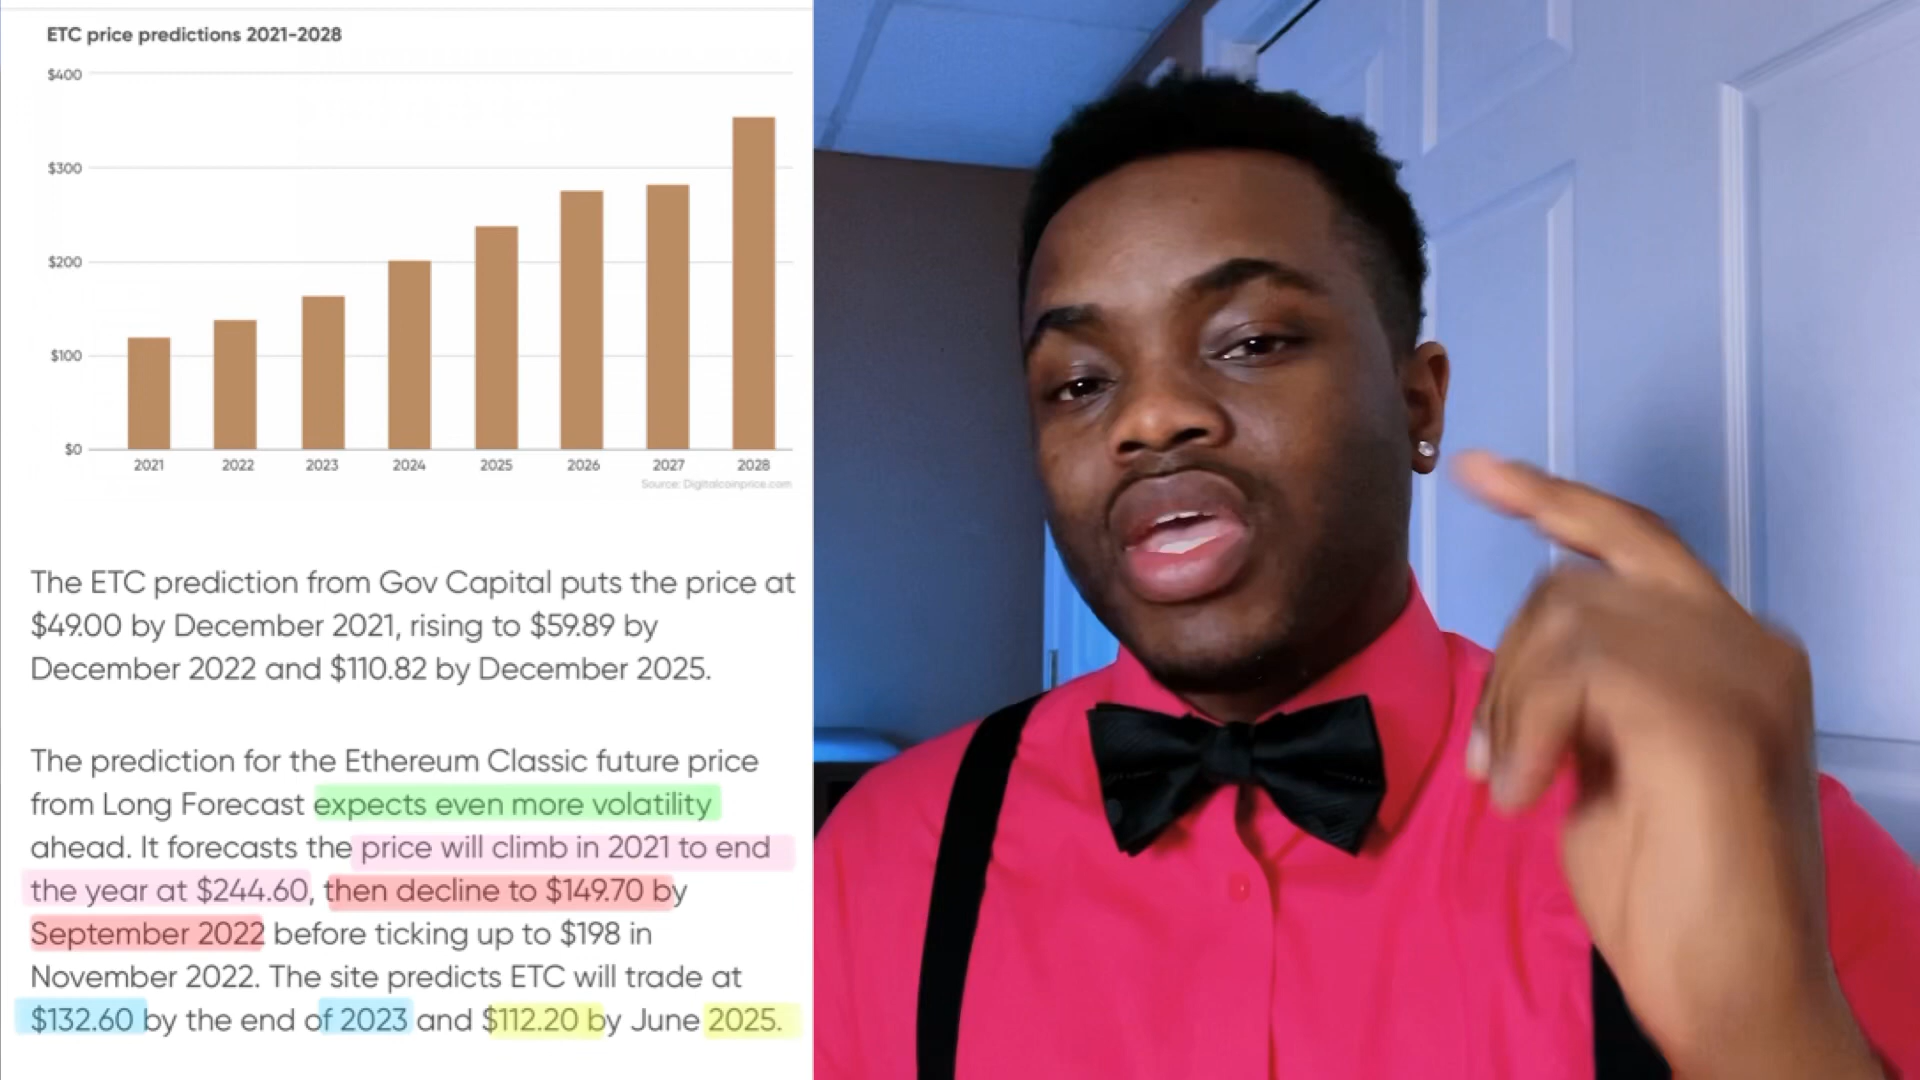 ETC price predictions 2021-2028
$400
$300
$200
$100
$0
2021 2022 2023 2024 2025 2026 2027 2028
Source: Digitalcoinprice.com
The ETC prediction from Gov Capital puts the price at
$49.00 by December 2021, rising to $59.89 by
December 2022 and $110.82 by December 2025.
The prediction for the Ethereum Classic future price
from Long Forecast expects even more volatility
ahead. It forecasts the price will climb in 2021 to end
the year at $244.60, then decline to $149.70 by
September 2022 before ticking up to $198 in
November 2022. The site predicts ETC will trade at
$132.60 by the end of 2023 and $112.20 by June 2025.